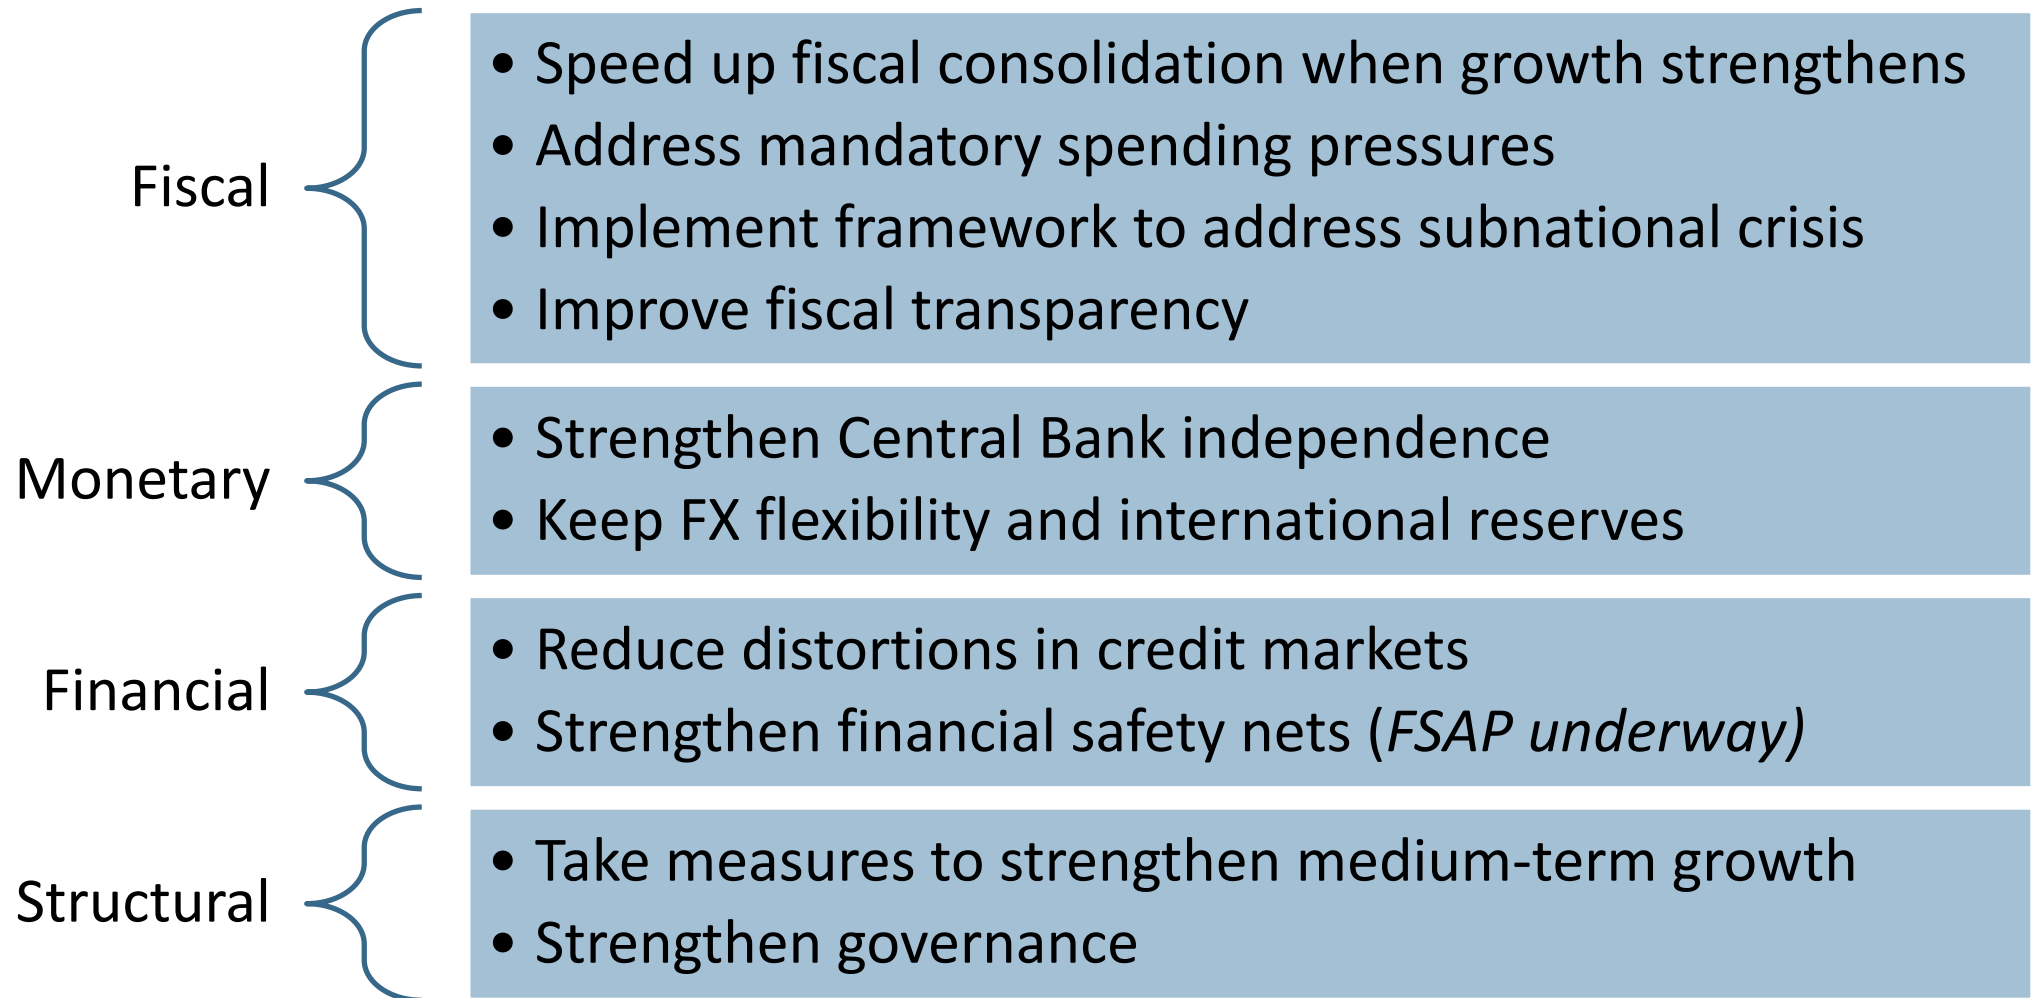 Fiscal
• Speed up fiscal consolidation when growth strengthens
• Address mandatory spending pressures
• Implement framework to address subnational crisis
• Improve fiscal transparency
Monetary
• Strengthen Central Bank independence
• Keep FX flexibility and international reserves
Financial
• Reduce distortions in credit markets
• Strengthen financial safety nets (FSAP underway)
Structural
• Take measures to strengthen medium-term growth
• Strengthen governance